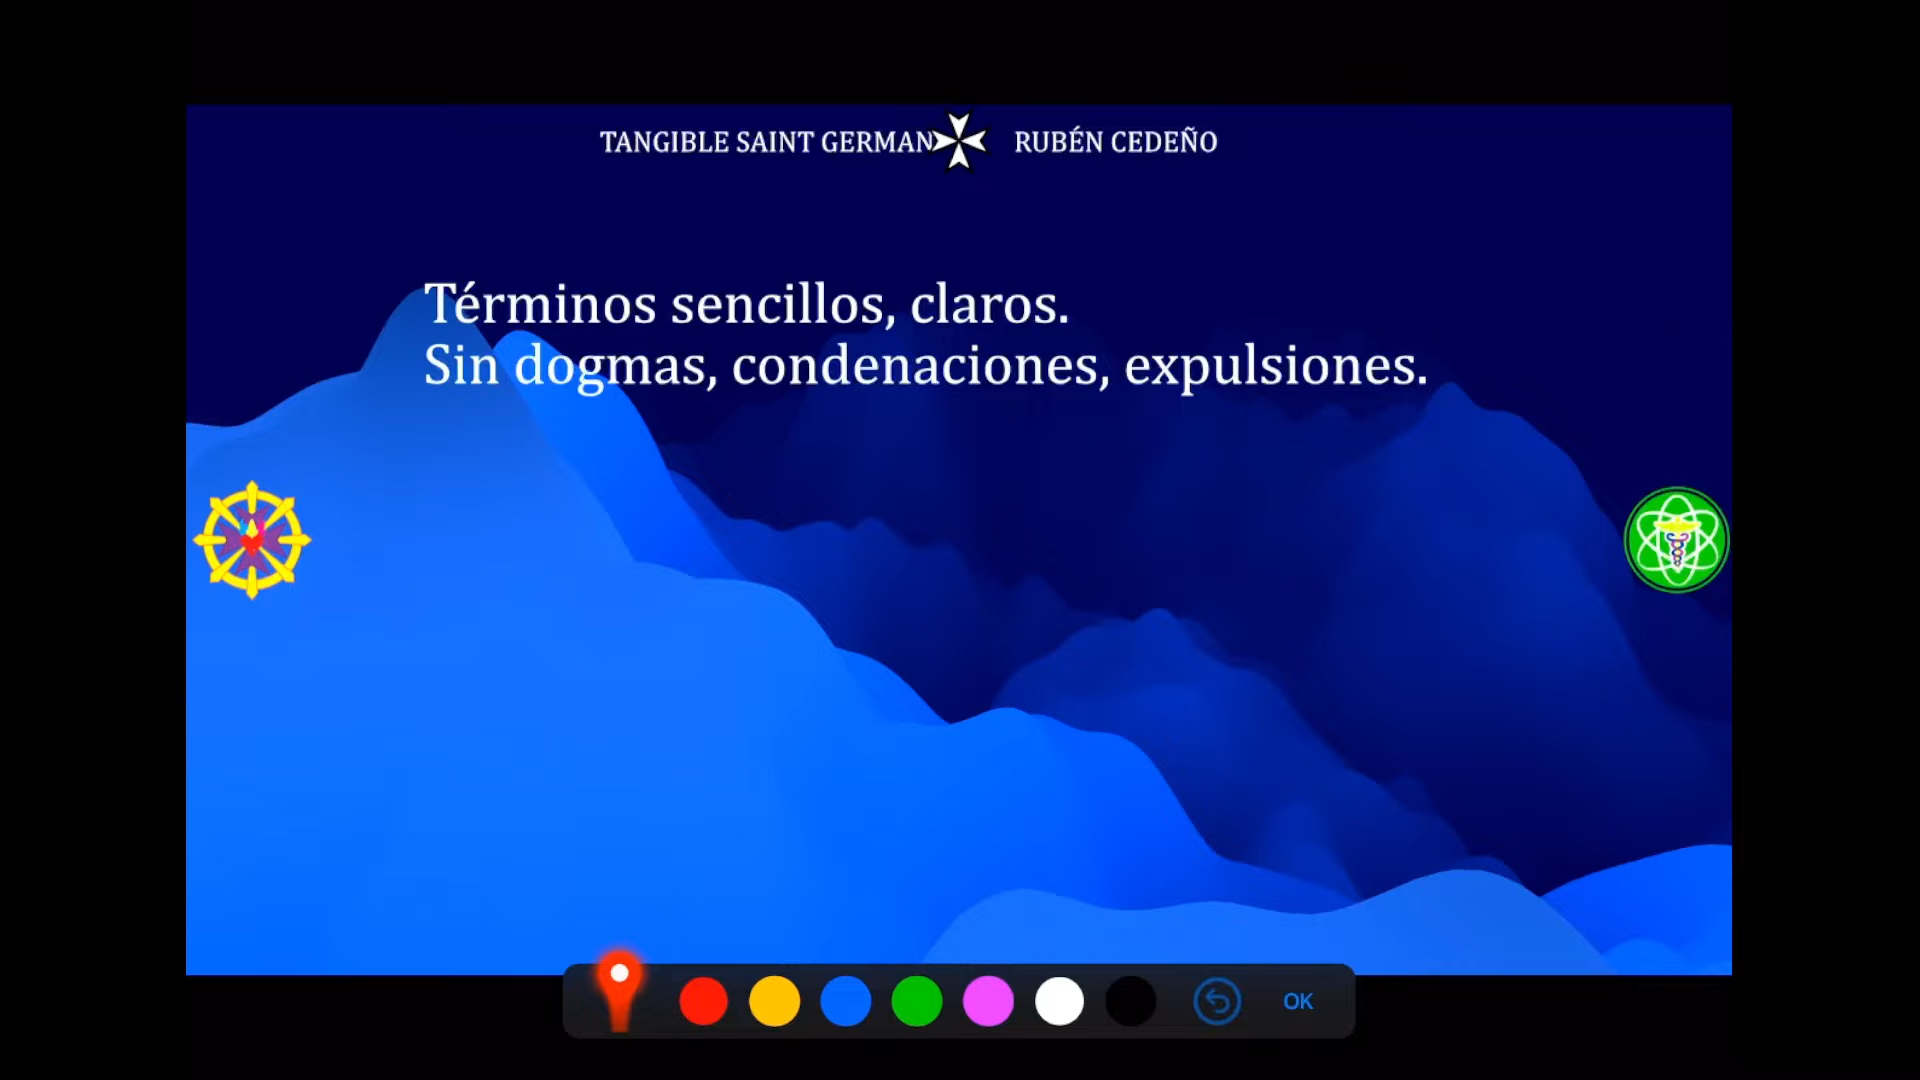 TANGIBLE SAINT GERMAN RUBÉN CEDEÑO
Términos sencillos, claros.
Sin dogmas, condenaciones, expulsiones.
OK